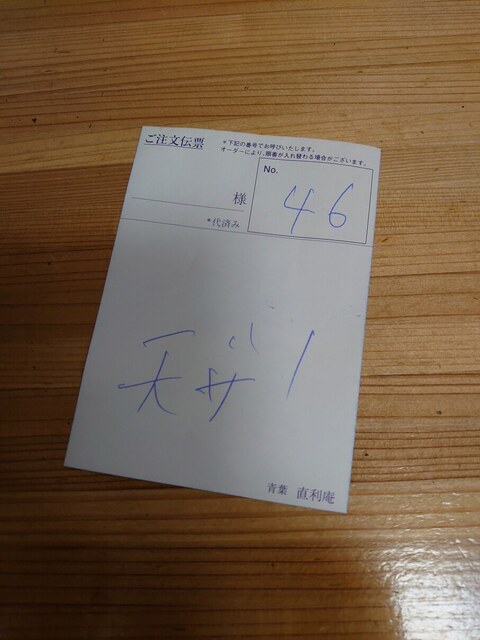 ご注文伝票
*下記の番号でお呼びいたします。
オーダーにより、順番が入れ替わる場合がございます。
No.
46
様
*代済み
天ザ 1
青葉 直利庵